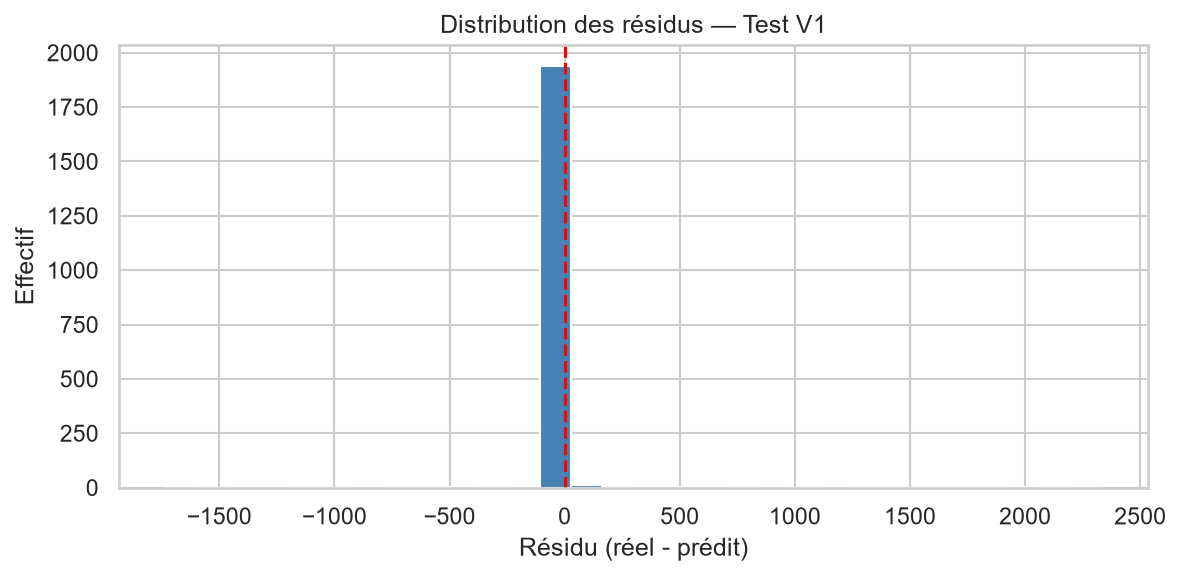 Distribution des résidus — Test V1
2000
1750
1500
1250
1000
750
500
250
0
Effectif
−1500 −1000 −500 0 500 1000 1500 2000 2500
Résidu (réel - prédit)